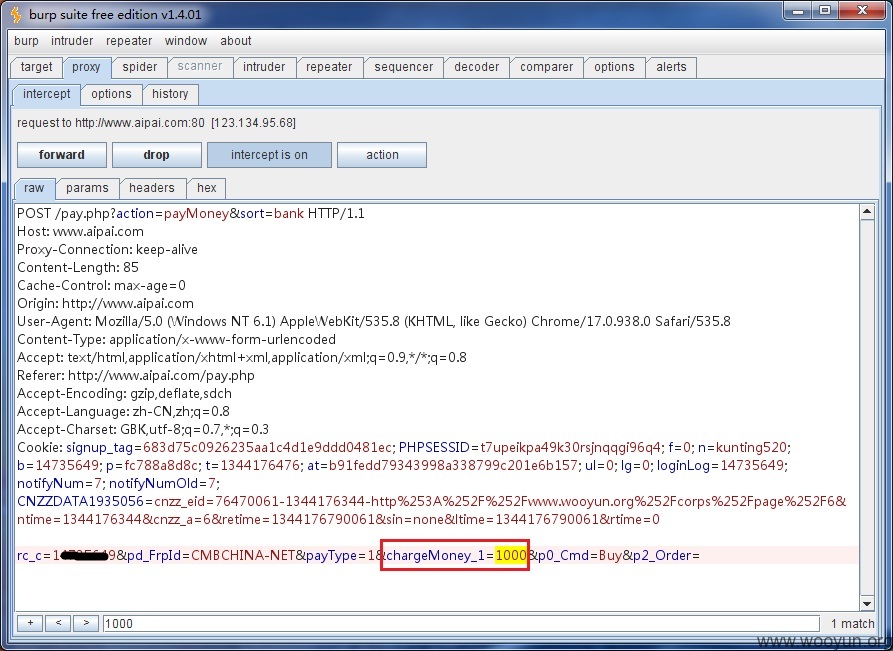 burp suite free edition v1.4.01
burp intruder repeater window about
target proxy spider scanner intruder repeater sequencer decoder comparer options alerts
intercept options history
request to http://www.aipai.com:80 [123.134.95.68]
forward drop intercept is on action
raw params headers hex
POST /pay.php?action=payMoney&sort=bank HTTP/1.1
Host: www.aipai.com
Proxy-Connection: keep-alive
Content-Length: 85
Cache-Control: max-age=0
Origin: http://www.aipai.com
User-Agent: Mozilla/5.0 (Windows NT 6.1) AppleWebKit/535.8 (KHTML, like Gecko) Chrome/17.0.938.0 Safari/535.8
Content-Type: application/x-www-form-urlencoded
Accept: text/html,application/xhtml+xml,application/xml;q=0.9,*/*;q=0.8
Referer: http://www.aipai.com/pay.php
Accept-Encoding: gzip,deflate,sdch
Accept-Language: zh-CN,zh;q=0.8
Accept-Charset: GBK,utf-8;q=0.7,*;q=0.3
Cookie: signup_tag=683d75c0926235aa1c4d1e9ddd0481ec; PHPSESSID=t7upeikpa49k30rsjnqqgi96q4; f=0; n=kunting520;
b=14735649; p=fc788a8d8c; t=1344176476; at=b91fedd79343998a338799c201e6b157; ul=0; lg=0; loginLog=14735649;
notifyNum=7; notifyNumOld=7;
CNZZDATA1935056=cnzz_eid=76470061-1344176344-http%253A%252F%252Fwww.wooyun.org%252Fcorps%252Fpage%252F6&
ntime=1344176344&cnzz_a=6&retime=1344176790061&sin=none&ltime=1344176790061&rtime=0
rc_c=1 9&pd_FrpId=CMBCHINA-NET&payType=1&chargeMoney_1=1000&p0_Cmd=Buy&p2_Order=
+ < > 1000 1 match
www.wooyun.org